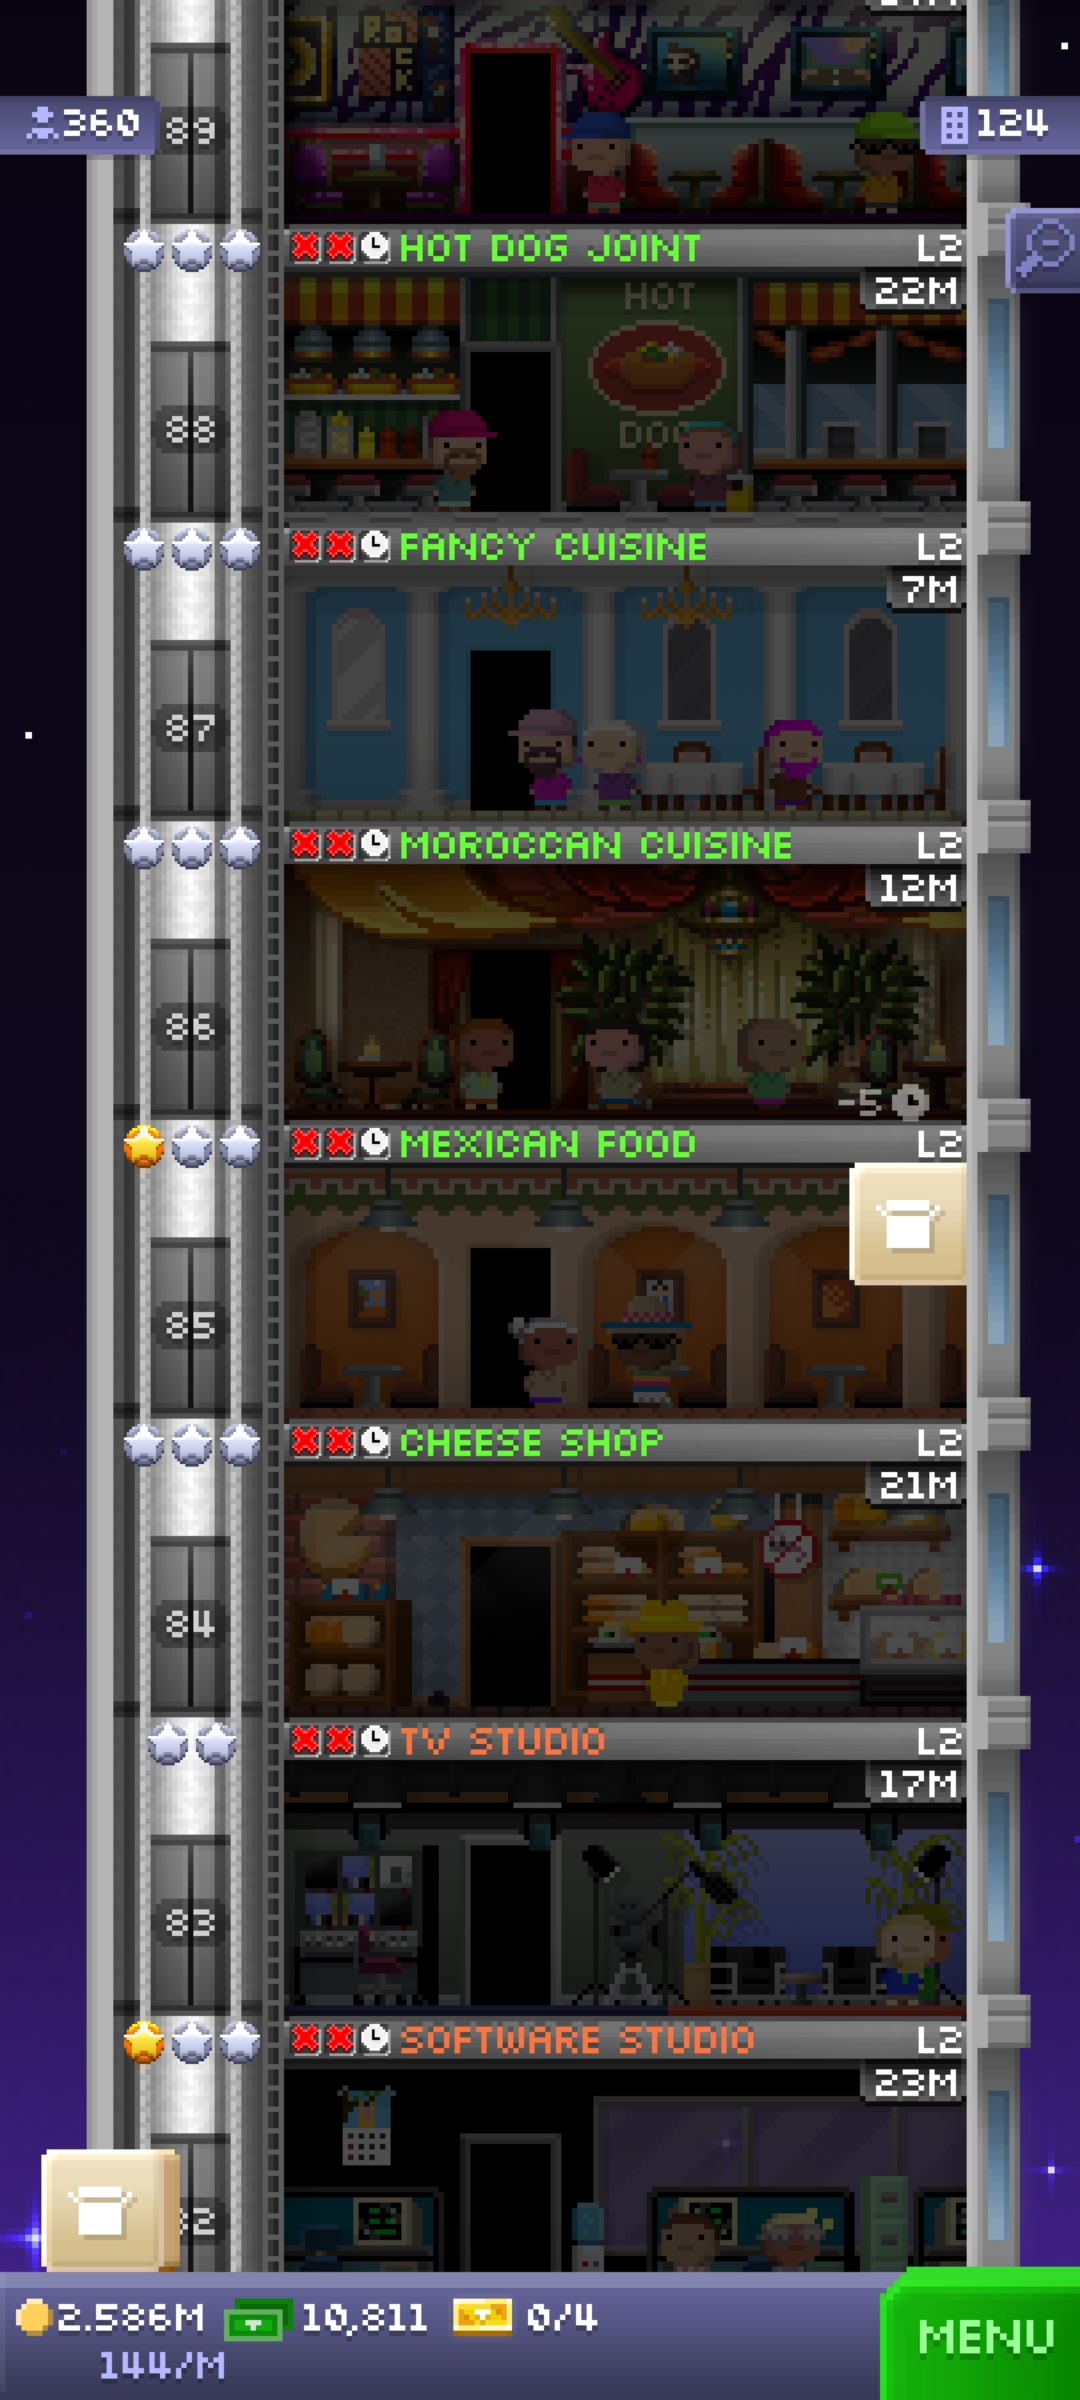 ROCK
360
89
124
HOT DOG JOINT L2
22M
HOT
DOG
88
FANCY CUISINE L2
7M
87
MOROCCAN CUISINE L2
12M
86
-5
MEXICAN FOOD L2
85
CHEESE SHOP L2
21M
84
TV STUDIO L2
17M
83
SOFTWARE STUDIO L2
23M
2.586M 10,811 0/4
144/M
MENU